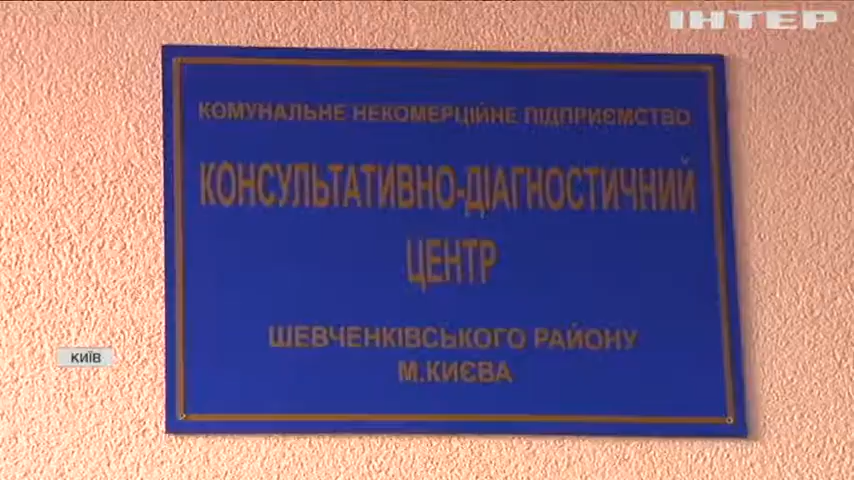 ІНТЕР
КОМУНАЛЬНЕ НЕКОМЕРЦІЙНЕ ПІДПРИЄМСТВО
КОНСУЛЬТАТИВНО-ДІАГНОСТИЧНИЙ
ЦЕНТР
ШЕВЧЕНКІВСЬКОГО РАЙОНУ
М.КИЄВА
КИЇВ